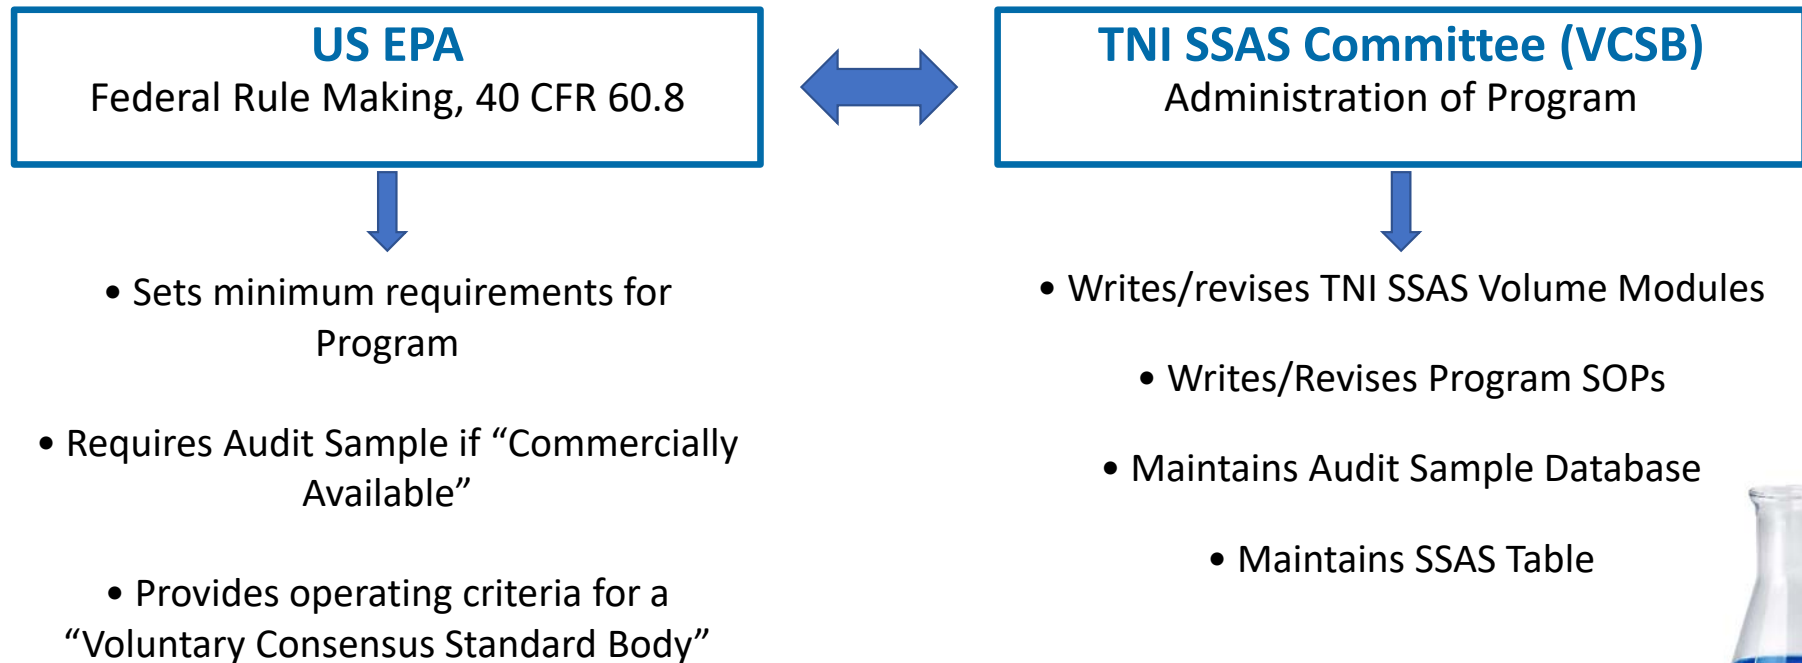 US EPA
Federal Rule Making, 40 CFR 60.8
• Sets minimum requirements for
Program
• Requires Audit Sample if “Commercially
Available”
• Provides operating criteria for a
“Voluntary Consensus Standard Body”
TNI SSAS Committee (VCSB)
Administration of Program
• Writes/revises TNI SSAS Volume Modules
• Writes/Revises Program SOPs
• Maintains Audit Sample Database
• Maintains SSAS Table